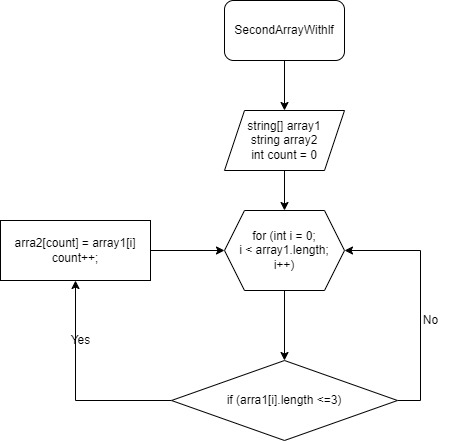 SecondArrayWithIf
string[] array1
string array2
int count = 0
for (int i = 0;
i < array1.length;
i++)
arra2[count] = array1[i]
count++;
No
Yes
if (arra1[i].length <=3)